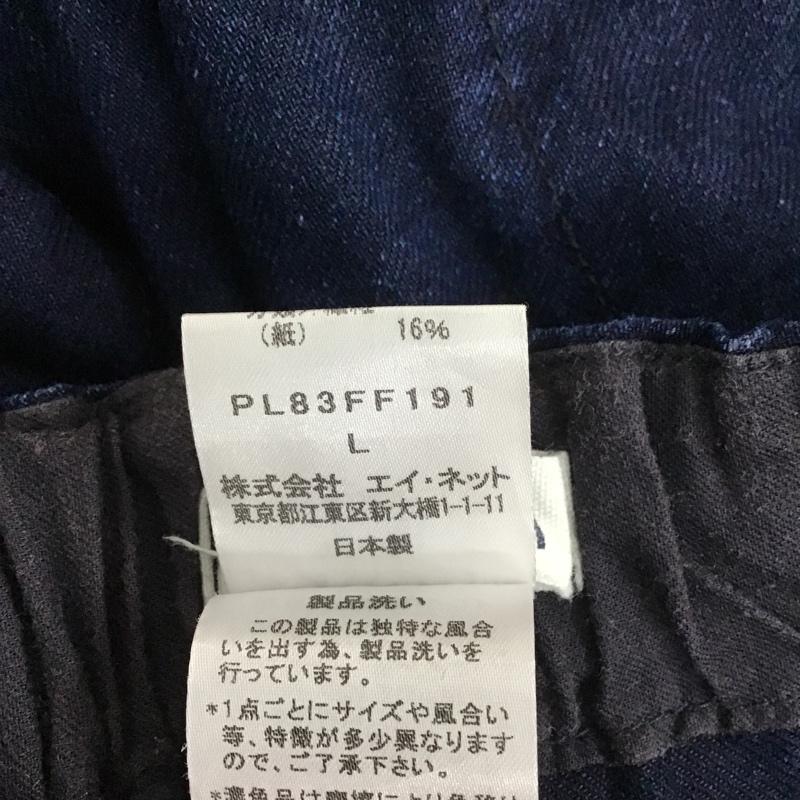 (紙) 16%
PL83FF191
L
株式会社 エイ・ネット
東京都江東区新大橋1-1-11
日本製
製品洗い
この製品は独特な風合
いを出す為、製品洗いを
行っています。
*1点ごとにサイズや風合い
等、特徴が多少異なります
ので、ご了承下さい。